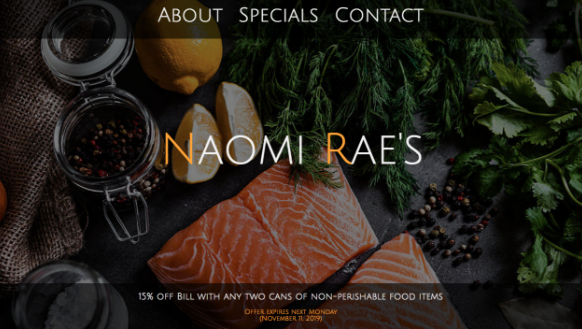 About Specials Contact
Naomi Rae's
15% off Bill with any two cans of non-perishable food items
Offer expires next monday
(November 11, 2019)